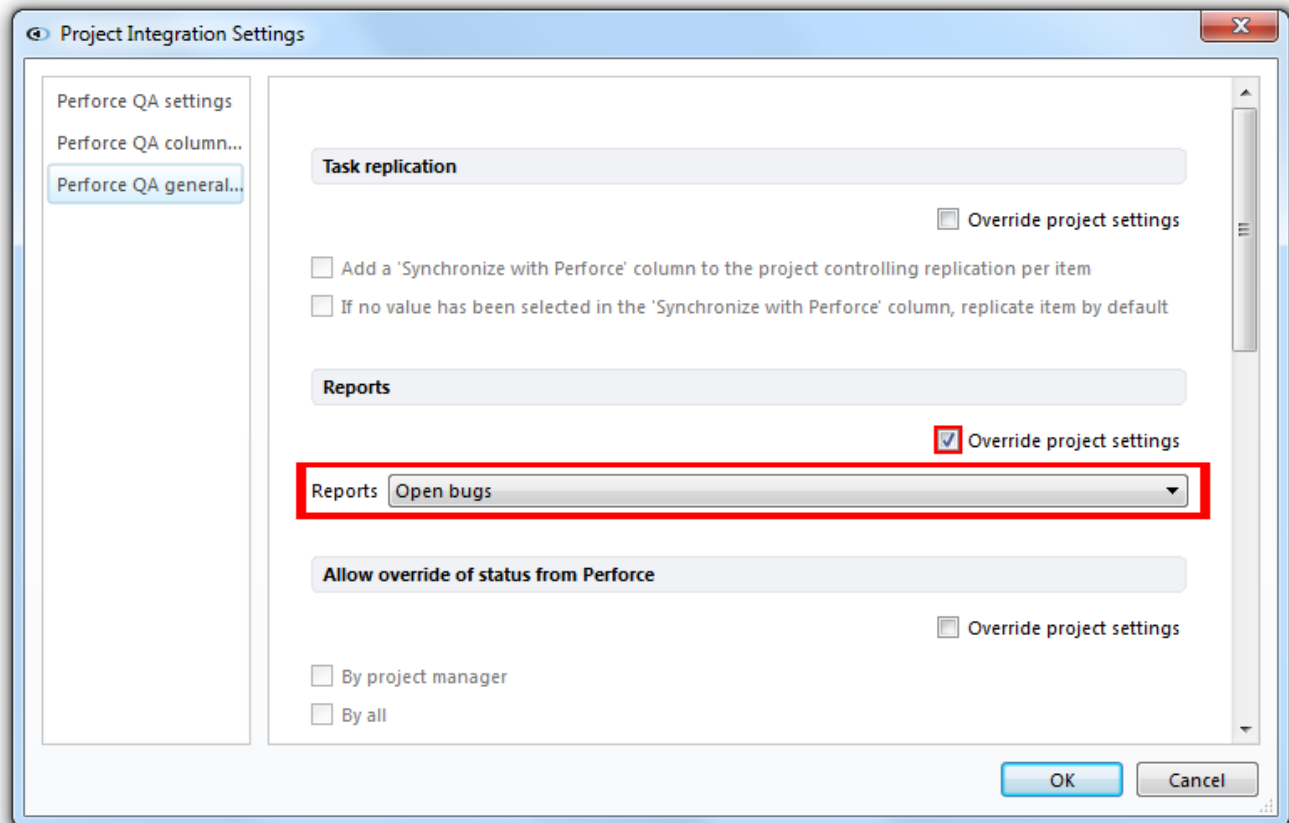 Project Integration Settings
Perforce QA settings
Perforce QA column...
Perforce QA general...
Task replication
Override project settings
Add a 'Synchronize with Perforce' column to the project controlling replication per item
If no value has been selected in the 'Synchronize with Perforce' column, replicate item by default
Reports
Override project settings
Reports Open bugs
Allow override of status from Perforce
Override project settings
By project manager
By all
OK Cancel